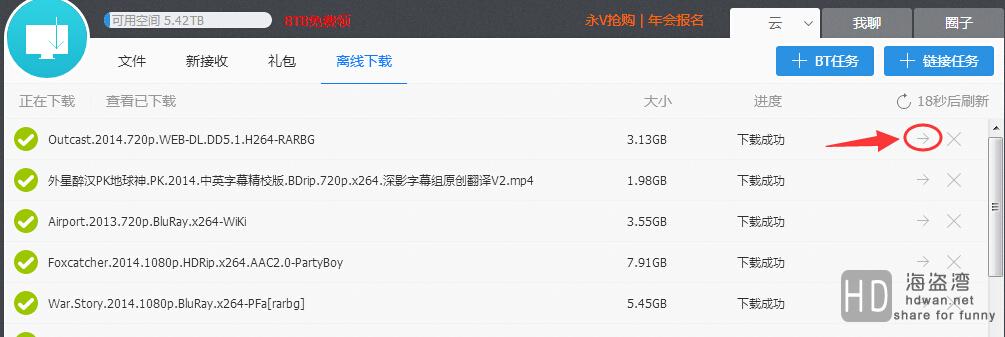 可用空间 5.42TB 8TB免费领 永V抢购 | 年会报名 云 我聊 圈子
文件 新接收 礼包 离线下载 BT任务 链接任务
正在下载 查看已下载 大小 进度 18秒后刷新
Outcast.2014.720p.WEB-DL.DD5.1.H264-RARBG 3.13GB 下载成功
外星醉汉PK地球神.PK.2014.中英字幕精校版.BDrip.720p.x264.深影字幕组原创翻译V2.mp4 1.98GB 下载成功
Airport.2013.720p.BluRay.x264-WiKi 3.55GB 下载成功
Foxcatcher.2014.1080p.HDRip.x264.AAC2.0-PartyBoy 7.91GB 下载成功
War.Story.2014.1080p.BluRay.x264-PFa[rarbg] 5.45GB 下载成功
HD 海盗湾
hdwan.net
share for funny